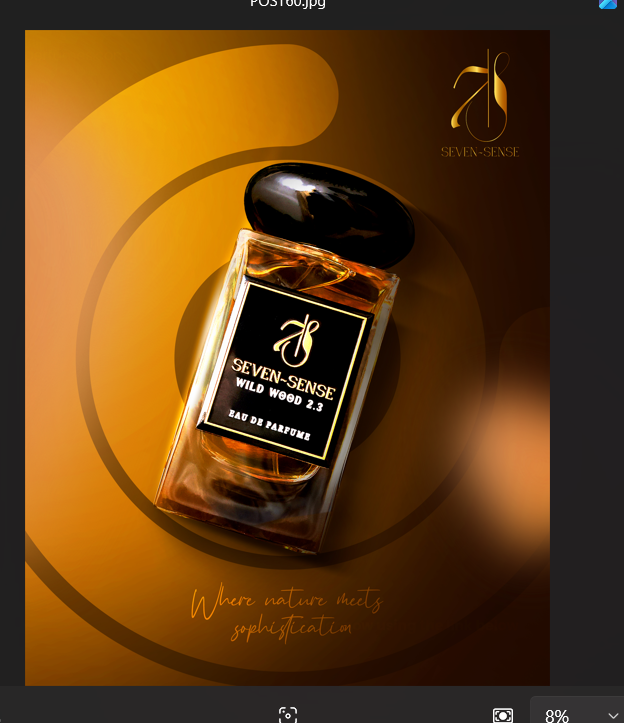 POST60.jpg
SEVEN-SENSE
SEVEN-SENSE
WILD WOOD 2.3
EAU DE PARFUME
Where nature meets
sophistication
8%